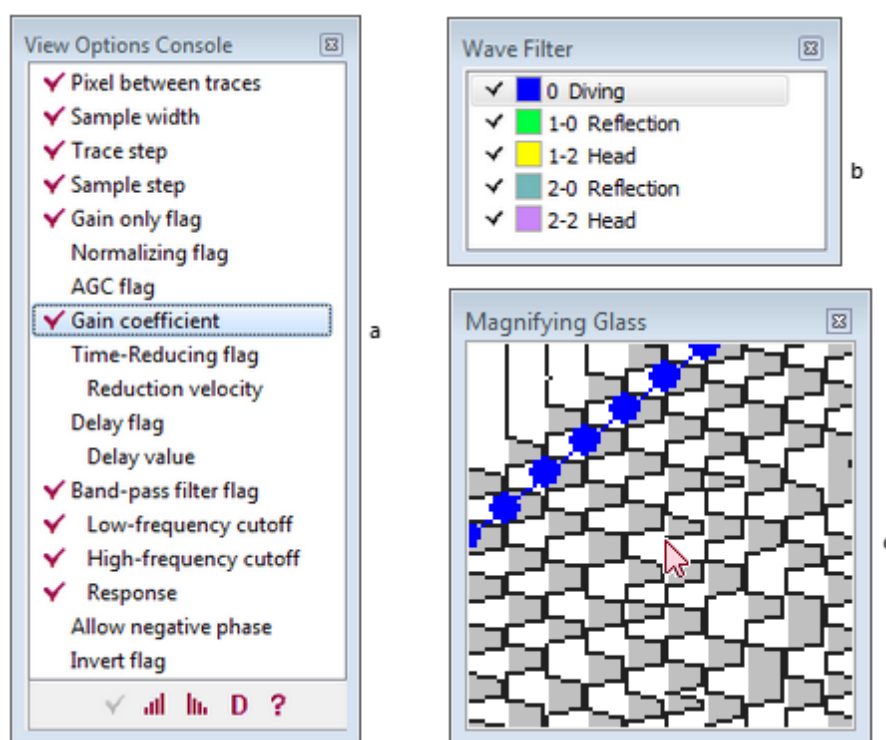 View Options Console
Pixel between traces
Sample width
Trace step
Sample step
Gain only flag
Normalizing flag
AGC flag
Gain coefficient
Time-Reducing flag
Reduction velocity
Delay flag
Delay value
Band-pass filter flag
Low-frequency cutoff
High-frequency cutoff
Response
Allow negative phase
Invert flag
D ?
a
Wave Filter
0 Diving
1-0 Reflection
1-2 Head
2-0 Reflection
2-2 Head
b
Magnifying Glass